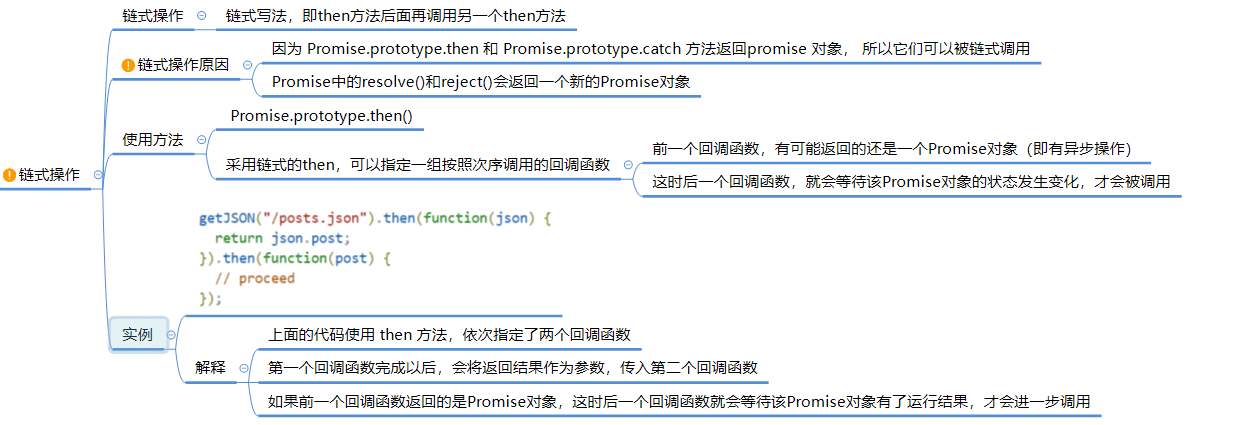 链式操作
链式操作
链式写法，即then方法后面再调用另一个then方法
链式操作原因
因为 Promise.prototype.then 和 Promise.prototype.catch 方法返回promise 对象， 所以它们可以被链式调用
Promise中的resolve()和reject()会返回一个新的Promise对象
使用方法
Promise.prototype.then()
采用链式的then，可以指定一组按照次序调用的回调函数
前一个回调函数，有可能返回的还是一个Promise对象（即有异步操作）
这时后一个回调函数，就会等待该Promise对象的状态发生变化，才会被调用
实例
getJSON("/posts.json").then(function(json) {
  return json.post;
}).then(function(post) {
  // proceed
});
解释
上面的代码使用 then 方法，依次指定了两个回调函数
第一个回调函数完成以后，会将返回结果作为参数，传入第二个回调函数
如果前一个回调函数返回的是Promise对象，这时后一个回调函数就会等待该Promise对象有了运行结果，才会进一步调用